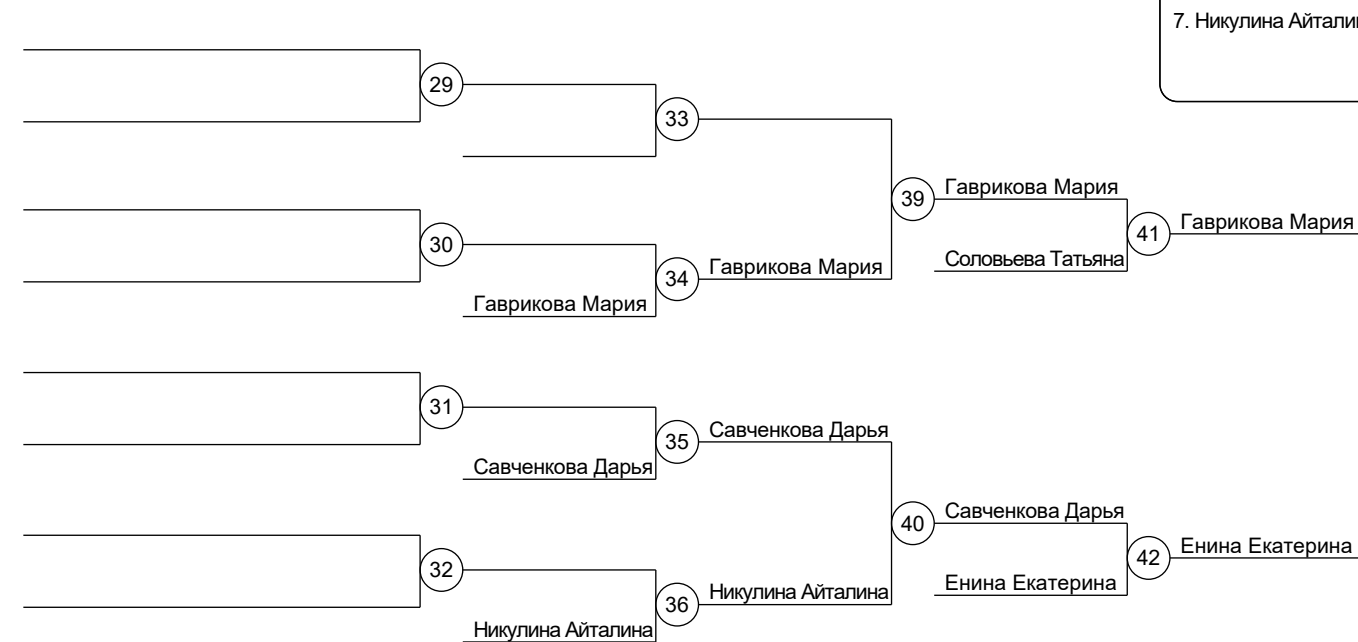 7. Никулина Айтали
29
33
39
Гаврикова Мария
41
Гаврикова Мария
Соловьева Татьяна
30
34
Гаврикова Мария
Гаврикова Мария
31
35
Савченкова Дарья
Савченкова Дарья
40
Савченкова Дарья
42
Енина Екатерина
Енина Екатерина
32
36
Никулина Айталина
Никулина Айталина